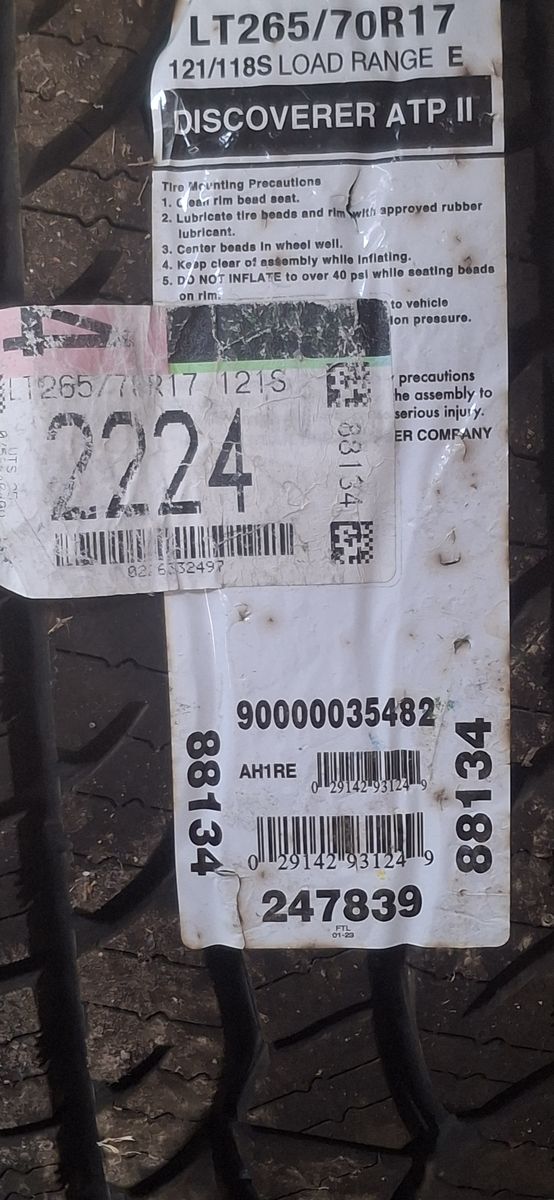 LT265/70R17
121/118S LOAD RANGE E
DISCOVERER ATP II
Tire Mounting Precautions
1. Clean rim bead seat.
2. Lubricate tire beads and rim with approved rubber
lubricant.
3. Center beads in wheel well.
4. Keep clear of assembly while inflating.
5. DO NOT INFLATE to over 40 psi while seating beads
on rim.
to vehicle
ion pressure.
precautions
he assembly to
serious injury.
ER COMPANY
4
LT265/70R17 121S
2224
88134
90000035482
AH1RE
0 29142 93124 9
0 29142 93124 9
88134
88134
247839
FTL
01-23